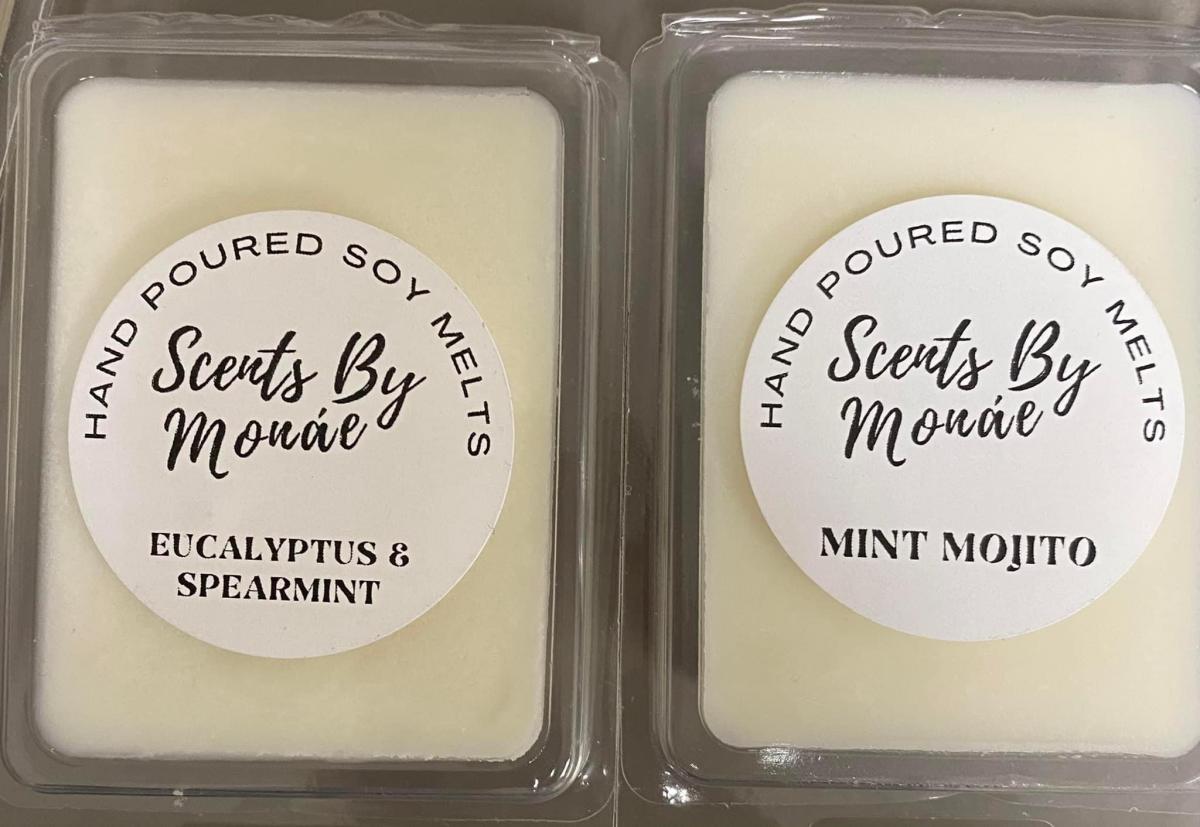 HAND POURED SOY MELTS
Scents By
Monáe
EUCALYPTUS &
SPEARMINT
HAND POURED SOY MELTS
Scents By
Monáe
MINT MOJITO